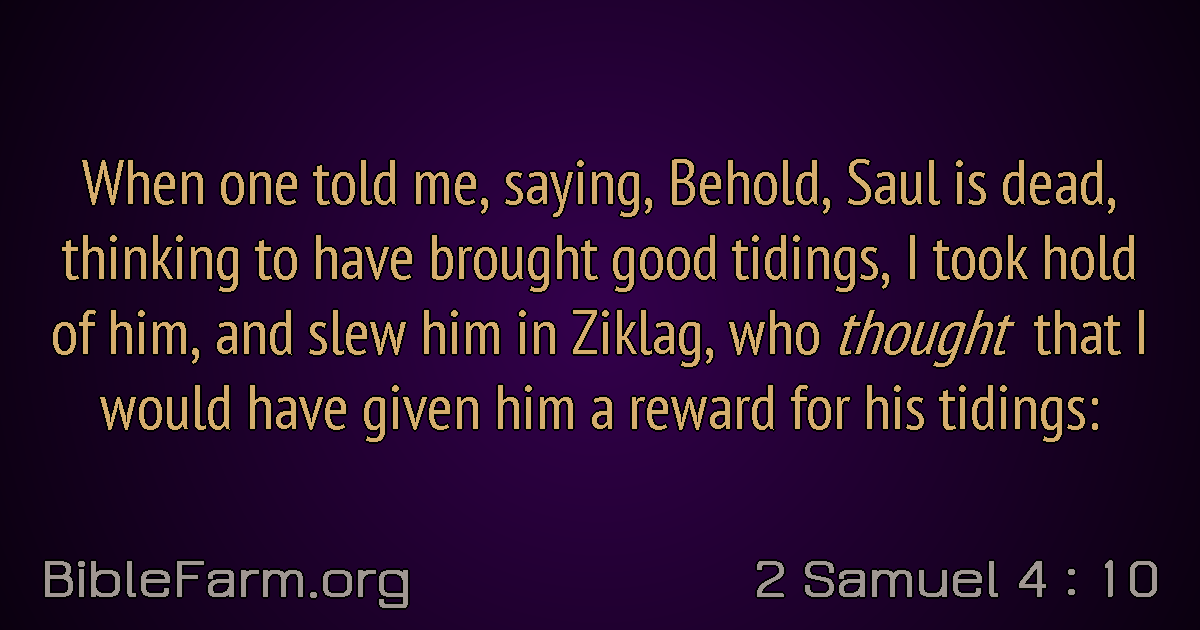 When one told me, saying, Behold, Saul is dead,
thinking to have brought good tidings, I took hold
of him, and slew him in Ziklag, who thought that I
would have given him a reward for his tidings:
BibleFarm.org
2 Samuel 4 : 10